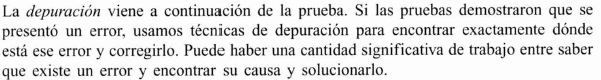 La depuración viene a continuación de la prueba. Si las pruebas demostraron que se
presentó un error, usamos técnicas de depuración para encontrar exactamente dónde
está ese error y corregirlo. Puede haber una cantidad significativa de trabajo entre saber
que existe un error y encontrar su causa y solucionarlo.